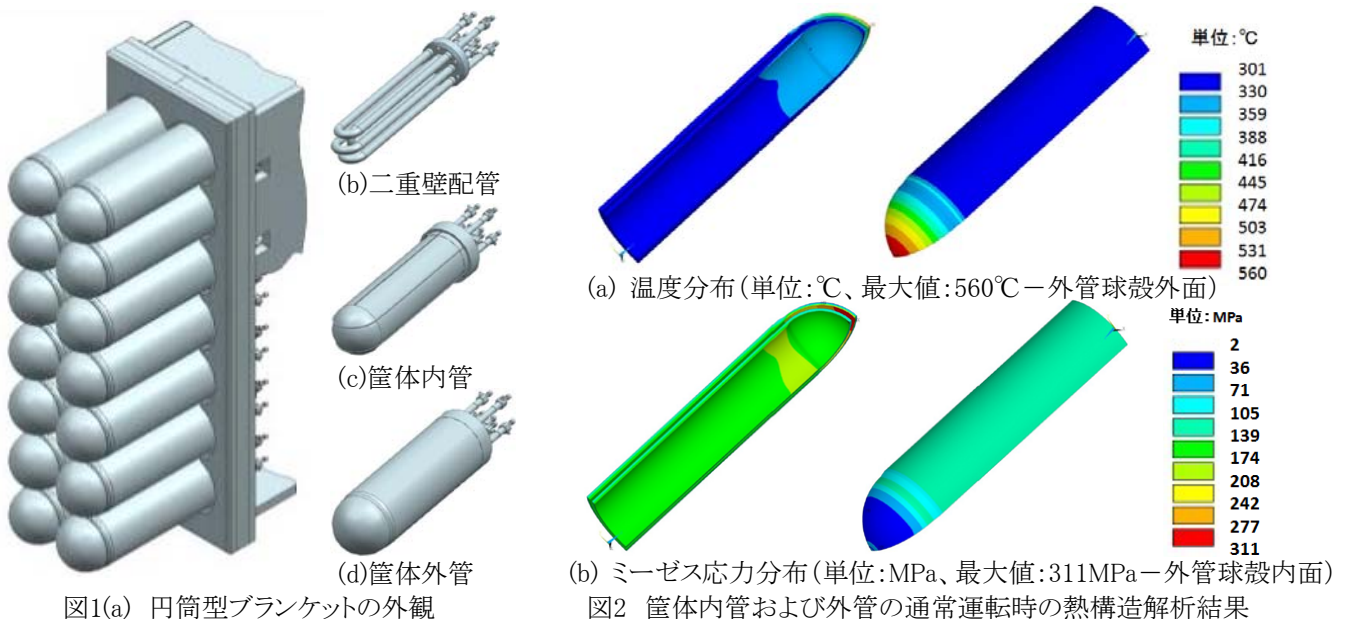 (b)二重壁配管
(c)筐体内管
(d)筐体外管
図1(a) 円筒型ブランケットの外観
単位:℃
301
330
359
388
416
445
474
503
531
560
(a) 温度分布(単位:℃、最大値:560℃－外管球殻外面)
単位: MPa
2
36
71
105
139
174
208
242
277
311
(b) ミーゼス応力分布(単位:MPa、最大値:311MPa－外管球殻内面)
図2 筐体内管および外管の通常運転時の熱構造解析結果